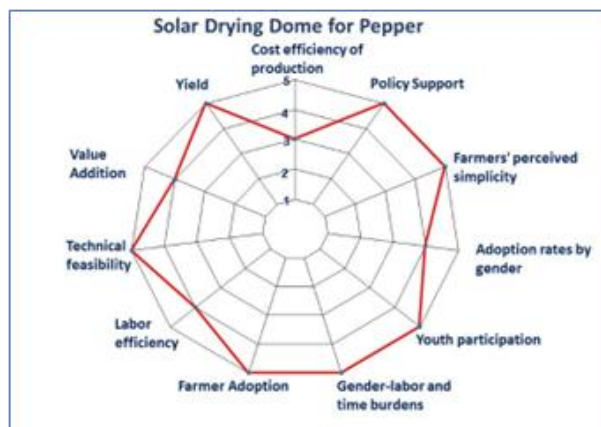 Solar Drying Dome for Pepper
Cost efficiency of
production
Yield
Policy Support
5
4
3
2
1
Value
Addition
Farmers' perceived
simplicity
Technical
feasibility
Adoption rates by
gender
Labor
efficiency
Youth participation
Farmer Adoption
Gender-labor and
time burdens